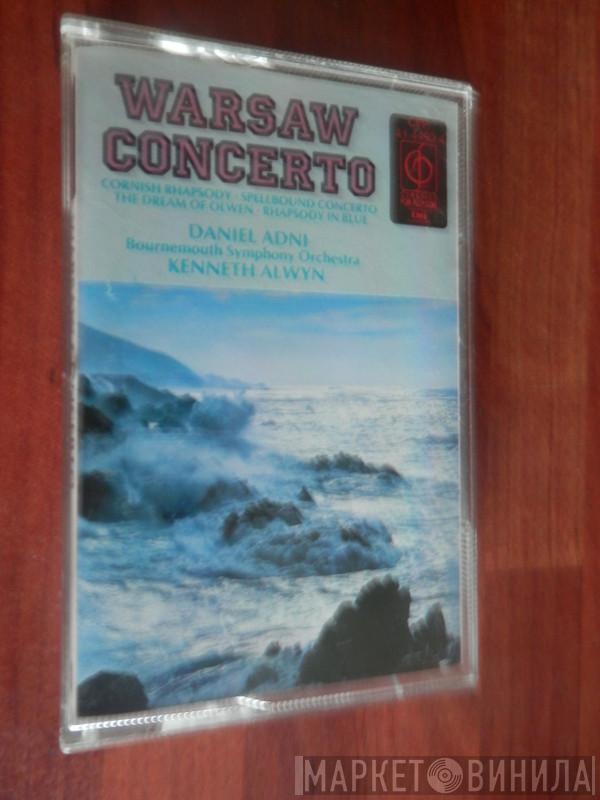 WARSAW
CONCERTO
CORNISH RHAPSODY · SPELLBOUND CONCERTO
THE DREAM OF OLWEN · RHAPSODY IN BLUE
DANIEL ADNI
Bournemouth Symphony Orchestra
KENNETH ALWYN
EMI
МАРКЕТ ВИНИЛА